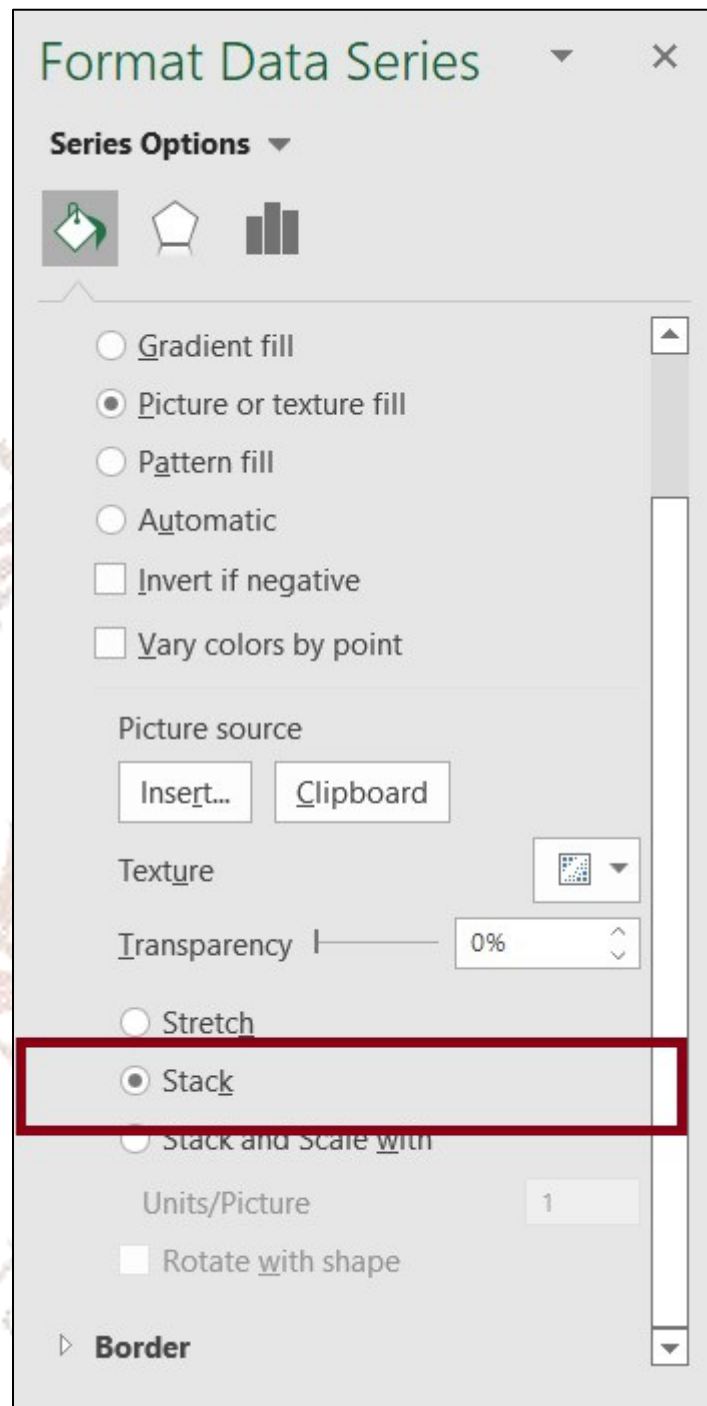 Format Data Series
Series Options
Gradient fill
Picture or texture fill
Pattern fill
Automatic
Invert if negative
Vary colors by point
Picture source
Insert... Clipboard
Texture
Transparency 0%
Stretch
Stack
Stack and Scale with
Units/Picture 1
Rotate with shape
Border